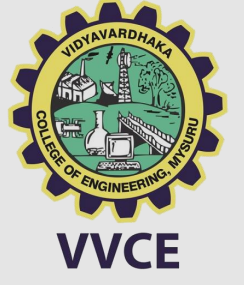 VIDYAVARDHAKA
COLLEGE OF ENGINEERING, MYSURU
VVCE